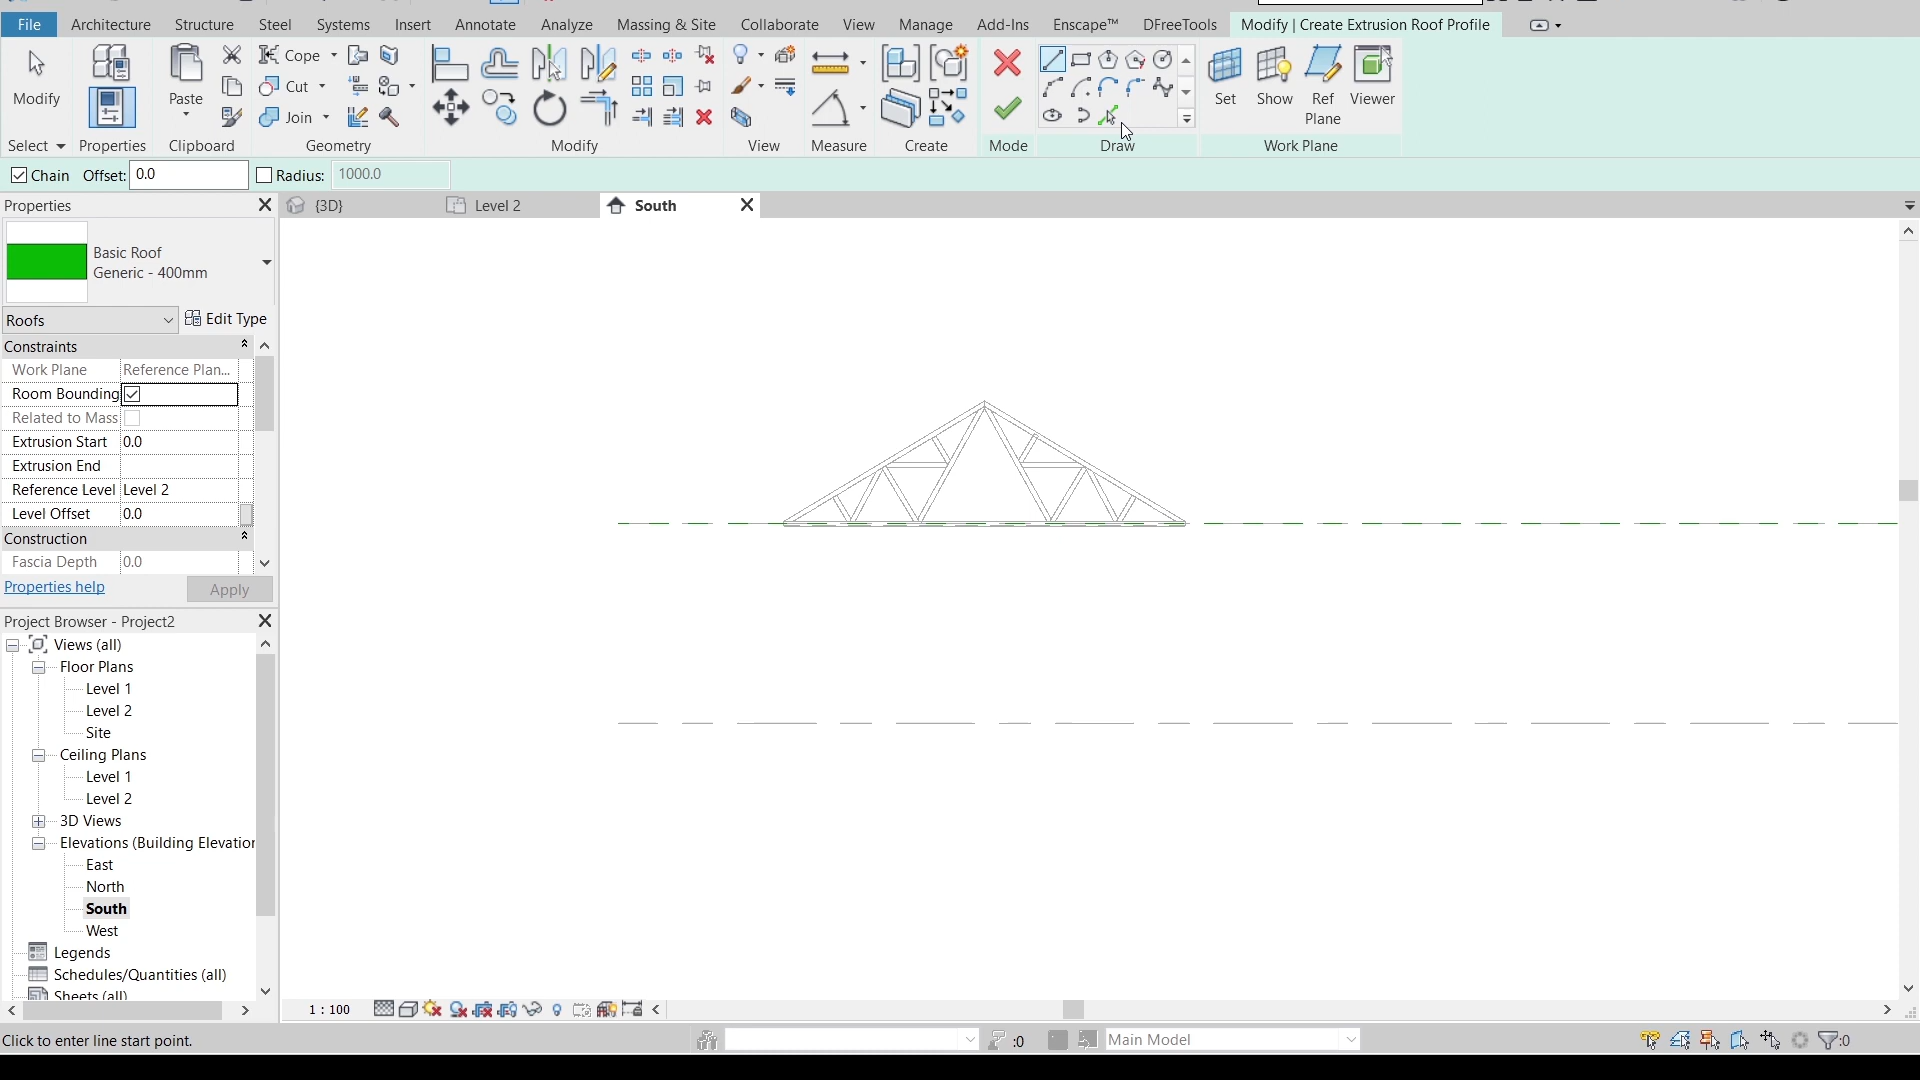 File Architecture Structure Steel Systems Insert Annotate Analyze Massing & Site Collaborate View Manage Add-Ins Enscape™ DFreeTools Modify | Create Extrusion Roof Profile
Modify
Paste
Cope
Cut
Join
Set Show Ref Plane Viewer
Select Properties Clipboard Geometry Modify View Measure Create Mode Draw Work Plane
Chain Offset: 0.0 Radius: 1000.0
Properties
{3D} Level 2 South
Basic Roof
Generic - 400mm
Roofs Edit Type
Constraints
Work Plane Reference Plan...
Room Bounding
Related to Mass
Extrusion Start 0.0
Extrusion End
Reference Level Level 2
Level Offset 0.0
Construction
Fascia Depth 0.0
Properties help Apply
Project Browser - Project2
Views (all)
Floor Plans
Level 1
Level 2
Site
Ceiling Plans
Level 1
Level 2
3D Views
Elevations (Building Elevation
East
North
South
West
Legends
Schedules/Quantities (all)
Sheets (all)
1 : 100
Click to enter line start point. :0 Main Model :0